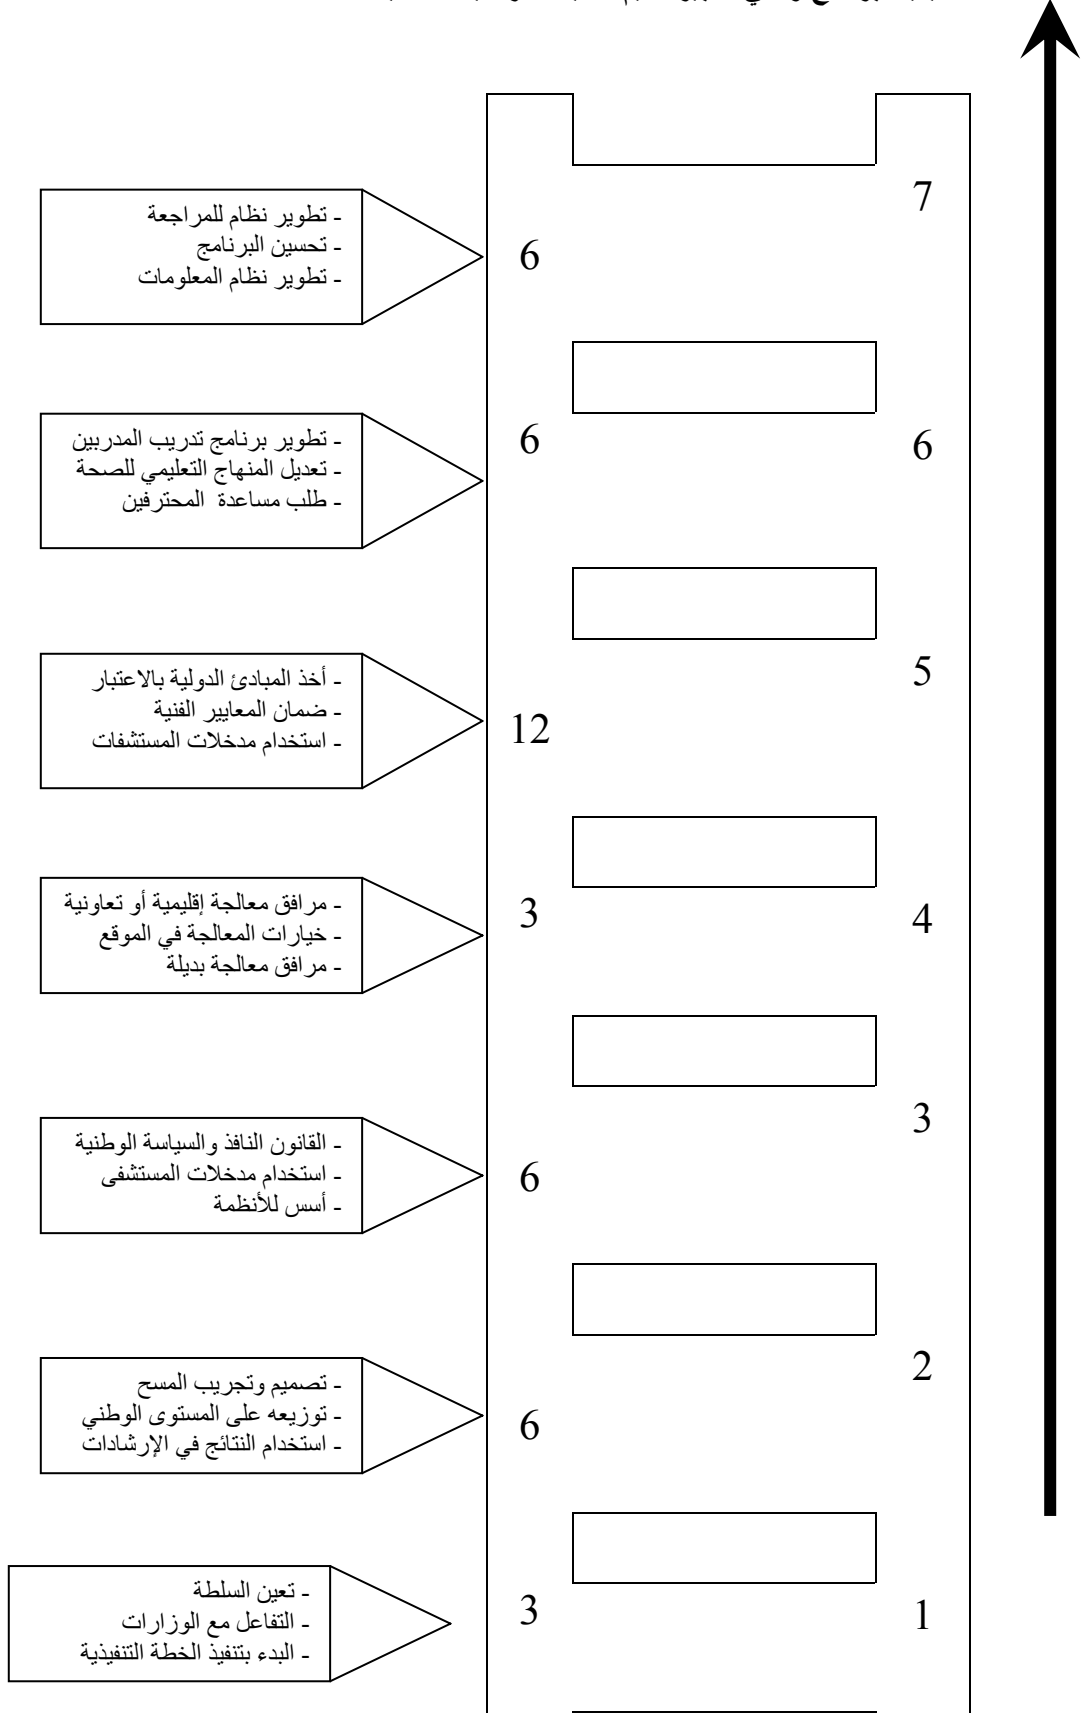 7
- تطوير نظام للمراجعة
- تحسين البرنامج
- تطوير نظام المعلومات
6
- تطوير برنامج تدريب المدربين
- تعديل المنهاج التعليمي للصحة
- طلب مساعدة المحترفين
6
6
- أخذ المبادئ الدولية بالاعتبار
- ضمان المعايير الفنية
- استخدام مدخلات المستشفات
12
5
- مرافق معالجة إقليمية أو تعاونية
- خيارات المعالجة في الموقع
- مرافق معالجة بديلة
3
4
- القانون النافذ والسياسة الوطنية
- استخدام مدخلات المستشفى
- أسس للأنظمة
6
3
- تصميم وتجريب المسح
- توزيعه على المستوى الوطني
- استخدام النتائج في الإرشادات
6
2
- تعين السلطة
- التفاعل مع الوزارات
- البدء بتنفيذ الخطة التنفيذية
3
1